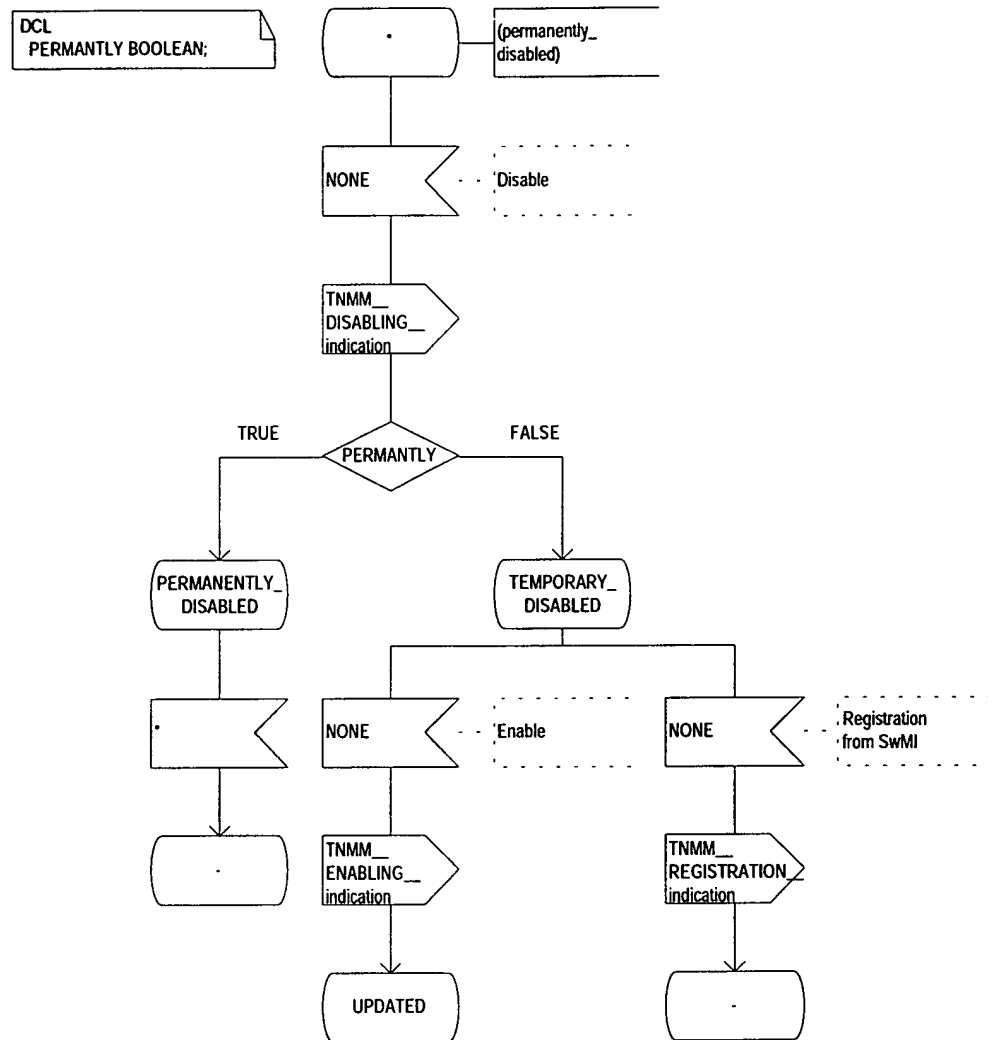 DCL
PERMANTLY BOOLEAN;
*
(permanently_
disabled)
NONE
Disable
TNMM__
DISABLING__
indication
TRUE
FALSE
PERMANTLY
PERMANENTLY_
DISABLED
TEMPORARY_
DISABLED
*
NONE
Enable
NONE
Registration
from SwMI
-
TNMM__
ENABLING__
indication
TNMM__
REGISTRATION__
indication
UPDATED
-